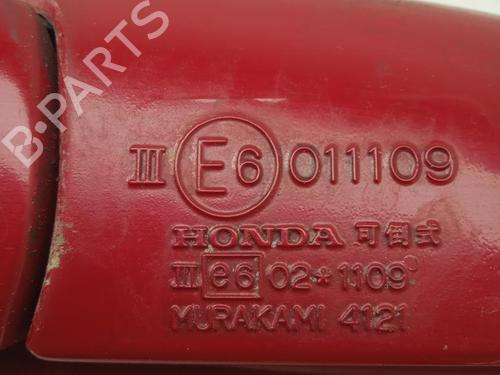 B-PARTS
III E6 011109
HONDA 可倒式
III e6 02*1109
MURAKAMI 4121